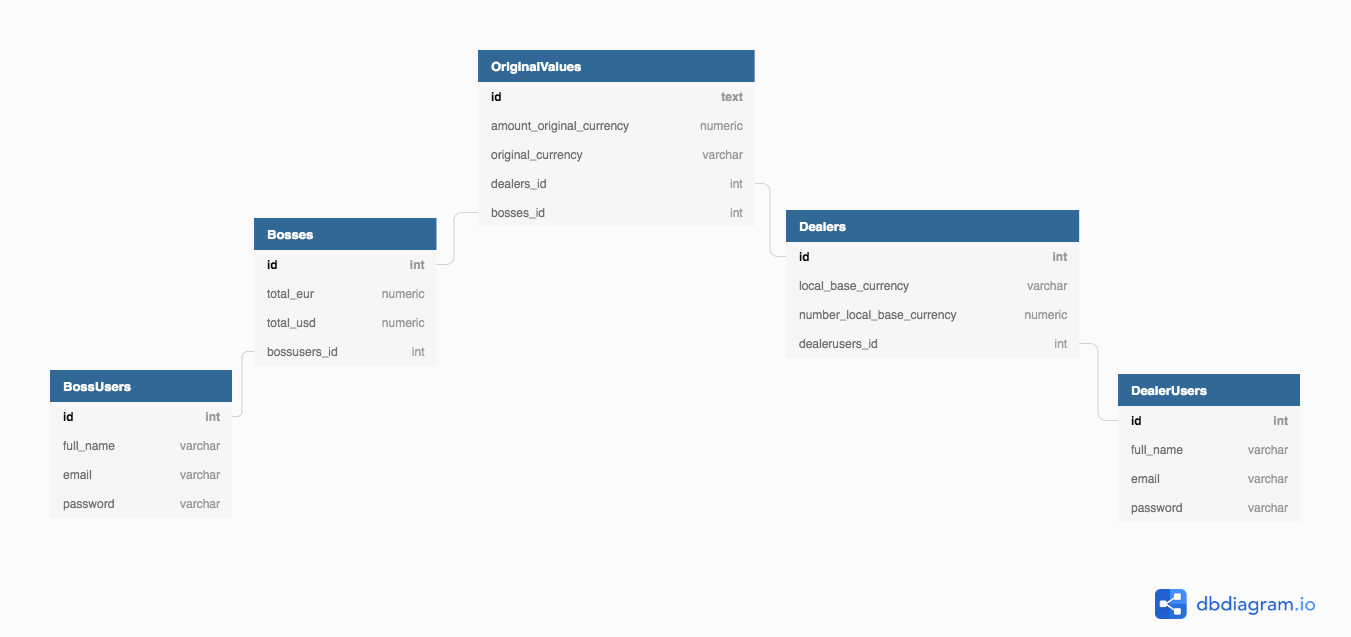 OriginalValues
id text
amount_original_currency numeric
original_currency varchar
dealers_id int
bosses_id int
Bosses
id int
total_eur numeric
total_usd numeric
bossusers_id int
Dealers
id int
local_base_currency varchar
number_local_base_currency numeric
dealerusers_id int
BossUsers
id int
full_name varchar
email varchar
password varchar
DealerUsers
id int
full_name varchar
email varchar
password varchar
dbdiagram.io